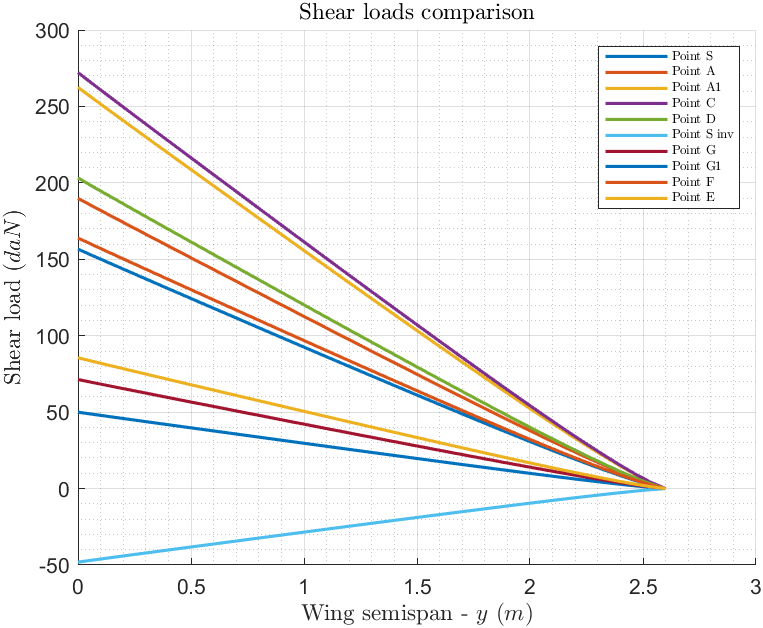 Shear loads comparison
300
250
200
150
100
50
0
-50
Shear load (daN)
0 0.5 1 1.5 2 2.5 3
Wing semispan - y (m)
Point S
Point A
Point A1
Point C
Point D
Point S inv
Point G
Point G1
Point F
Point E